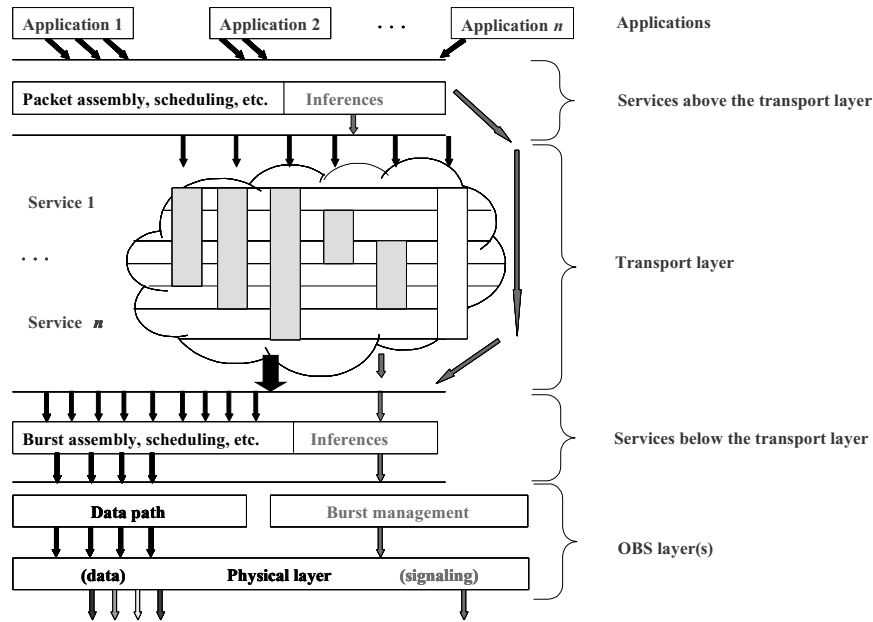 Application 1
Application 2
. . .
Application n
Applications
Packet assembly, scheduling, etc.
Inferences
Services above the transport layer
Service 1
. . .
Transport layer
Service n
Burst assembly, scheduling, etc.
Inferences
Services below the transport layer
Data path
Burst management
OBS layer(s)
(data)
Physical layer
(signaling)